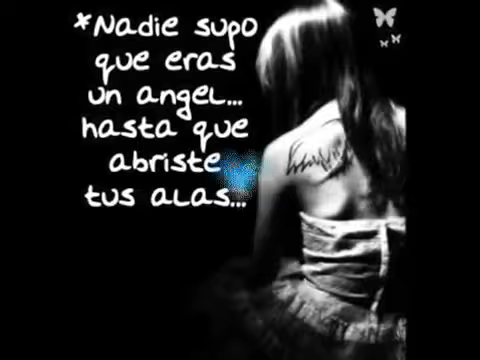 *Nadie supo
que eras
un angel...
hasta que
abriste
tus alas...